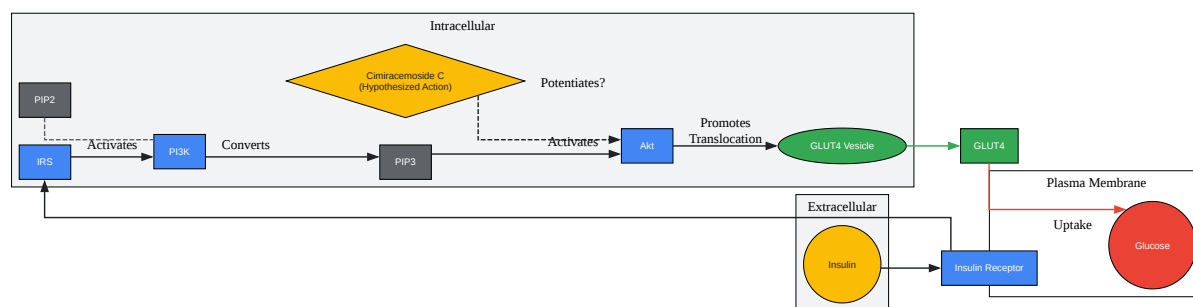 Intracellular
Cimiracemoside C
(Hypothesized Action)
Potentiates?
PIP2
IRS
Activates
PI3K
Converts
PIP3
Activates
Akt
Promotes
Translocation
GLUT4 Vesicle
GLUT4
Plasma Membrane
Extracellular
Uptake
Insulin
Insulin Receptor
Glucose